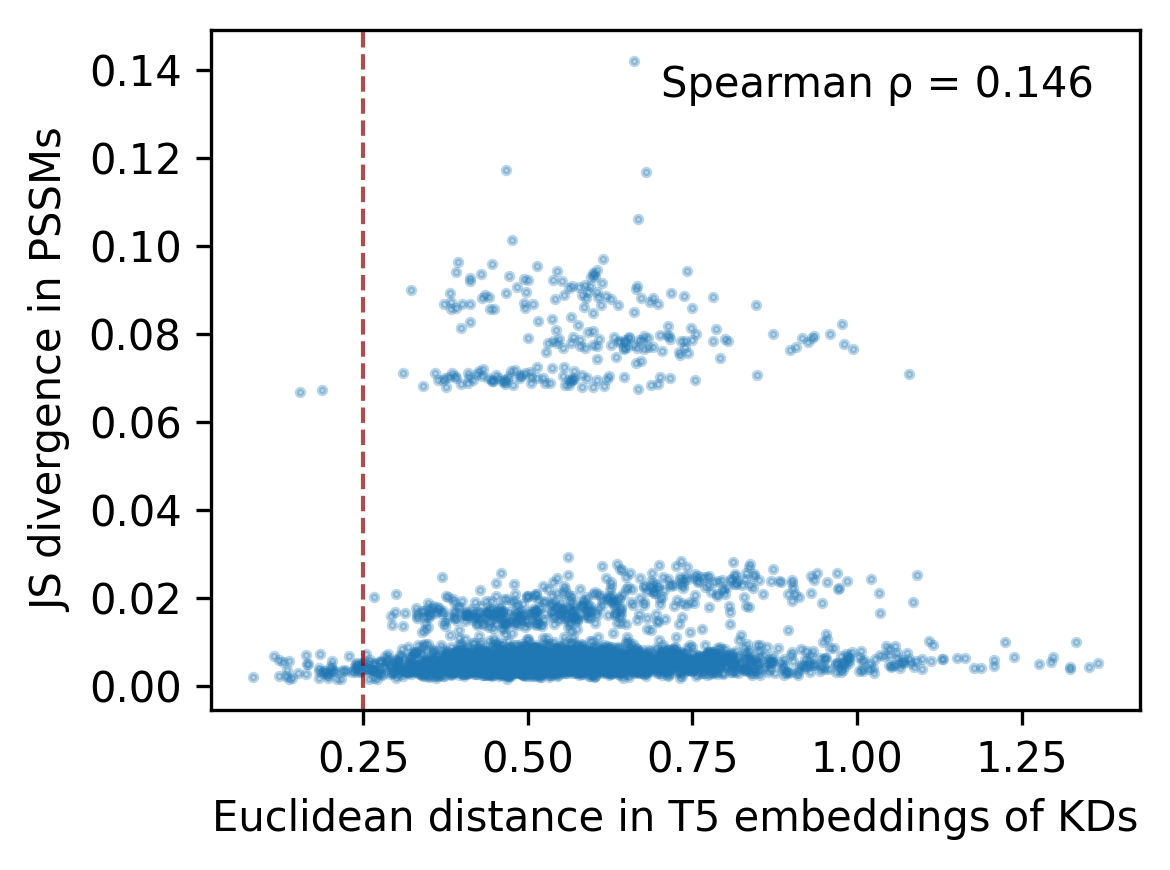 Spearman ρ = 0.146
JS divergence in PSSMs
0.14
0.12
0.10
0.08
0.06
0.04
0.02
0.00
0.25 0.50 0.75 1.00 1.25
Euclidean distance in T5 embeddings of KDs